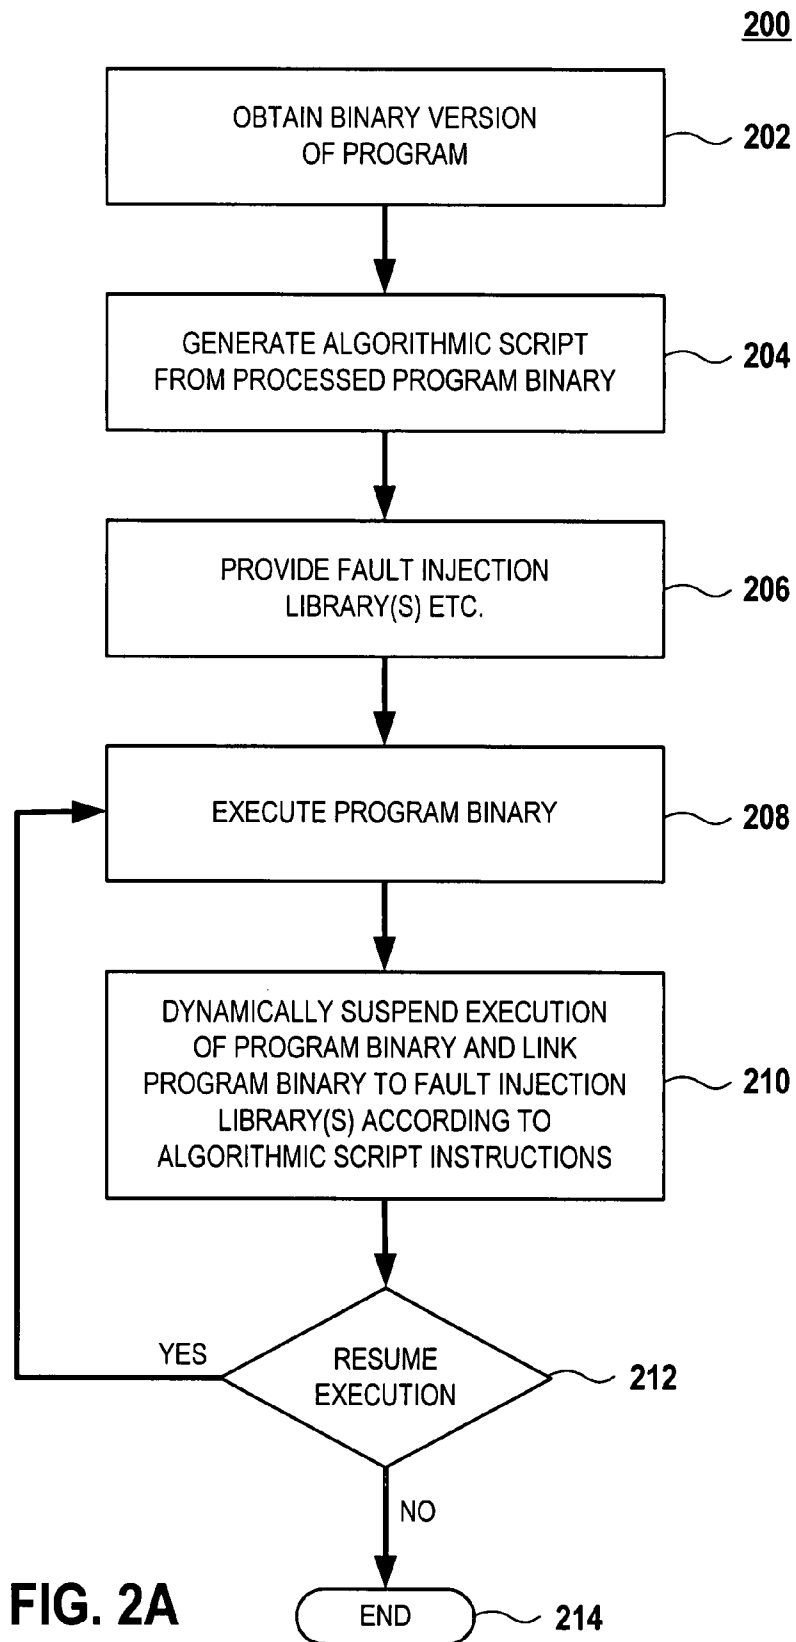 200
OBTAIN BINARY VERSION
OF PROGRAM
202
GENERATE ALGORITHMIC SCRIPT
FROM PROCESSED PROGRAM BINARY
204
PROVIDE FAULT INJECTION
LIBRARY(S) ETC.
206
EXECUTE PROGRAM BINARY
208
DYNAMICALLY SUSPEND EXECUTION
OF PROGRAM BINARY AND LINK
PROGRAM BINARY TO FAULT INJECTION
LIBRARY(S) ACCORDING TO
ALGORITHMIC SCRIPT INSTRUCTIONS
210
YES
RESUME
EXECUTION
212
NO
END
214
FIG. 2A